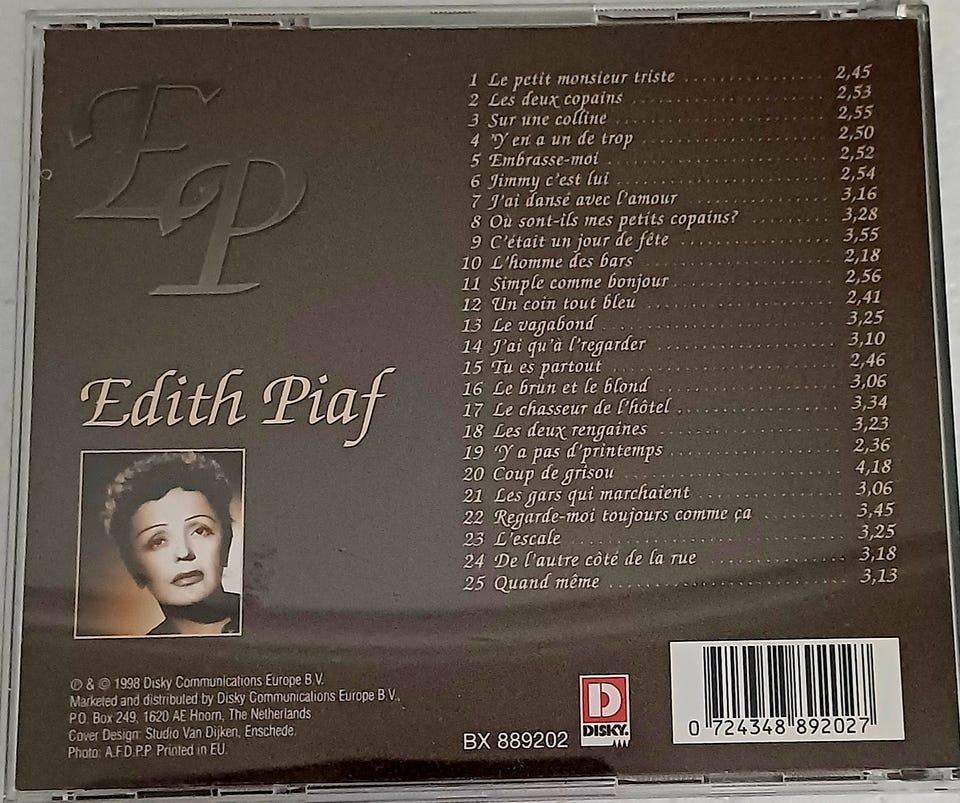 EP
1 Le petit monsieur triste .................. 2,45
2 Les deux copains .................. 2,53
3 Sur une colline .................. 2,55
4 'Y en a un de trop .................. 2,50
5 Embrasse-moi .................. 2,52
6 Jimmy c'est lui .................. 2,54
7 J'ai dansé avec l'amour .................. 3,16
8 Où sont-ils mes petits copains? .................. 3,28
9 C'était un jour de fête .................. 3,55
10 L'homme des bars .................. 2,18
11 Simple comme bonjour .................. 2,56
12 Un coin tout bleu .................. 2,41
13 Le vagabond .................. 3,25
14 J'ai qu'à l'regarder .................. 3,10
15 Tu es partout .................. 2,46
16 Le brun et le blond .................. 3,06
17 Le chasseur de l'hôtel .................. 3,34
18 Les deux rengaines .................. 3,23
19 'Y a pas d'printemps .................. 2,36
20 Coup de grisou .................. 4,18
21 Les gars qui marchaient .................. 3,06
22 Regarde-moi toujours comme ça .................. 3,45
23 L'escale .................. 3,25
24 De l'autre côté de la rue .................. 3,18
25 Quand même .................. 3,13
Edith Piaf
℗ & © 1998 Disky Communications Europe B.V.
Marketed and distributed by Disky Communications Europe B.V.,
P.O. Box 249, 1620 AE Hoorn, The Netherlands
Cover Design: Studio Van Dijken, Enschede.
Photo: A.F.D.P.P Printed in EU.
BX 889202
D
DISKY
0 724348 892027